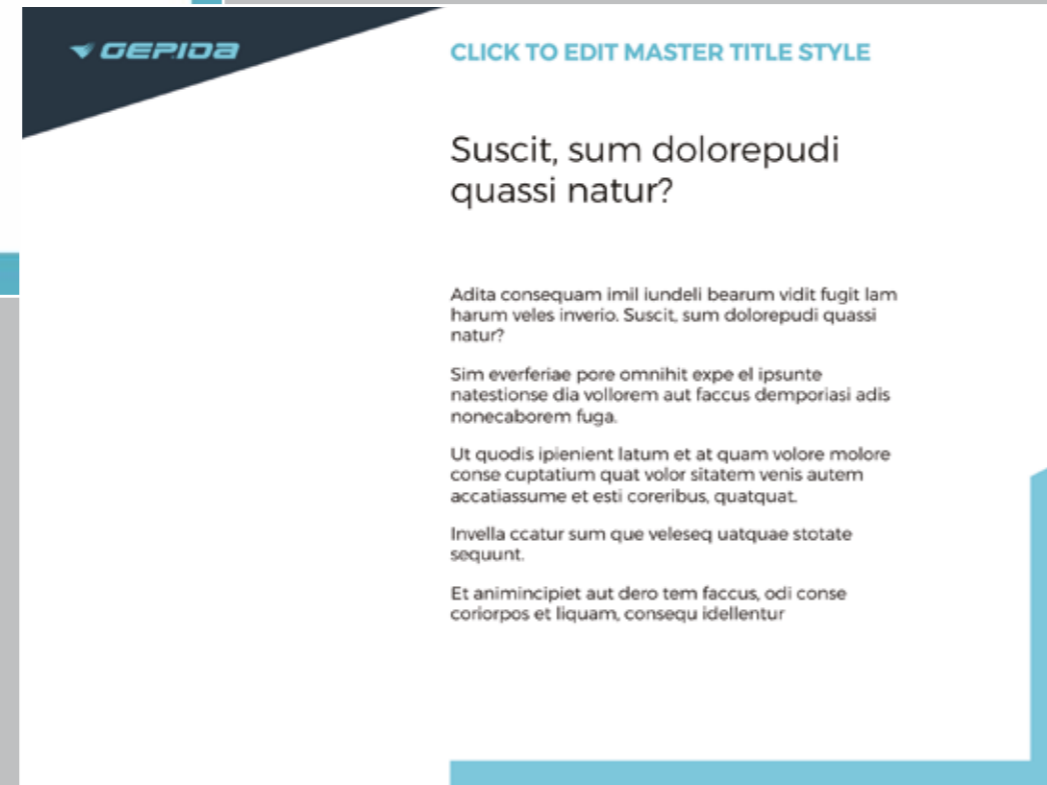 GEPIDA
CLICK TO EDIT MASTER TITLE STYLE
Suscit, sum dolorepudi
quassi natur?
Adita consequam imil iundeli bearum vidit fugit lam
harum veles inverio. Suscit, sum dolorepudi quassi
natur?
Sim everferiae pore omnihit expe el ipsunte
natestionse dia vollorem aut faccus demporiasi adis
nonecaborem fuga.
Ut quodis ipienient latum et at quam volore molore
conse cuptatium quat volor sitatem venis autem
accatiassume et esti coreribus, quatquat.
Invella ccatur sum que veleseq uatquae stotate
sequunt.
Et animincipiet aut dero tem faccus, odi conse
coriorpos et liquam, consequ idellentur